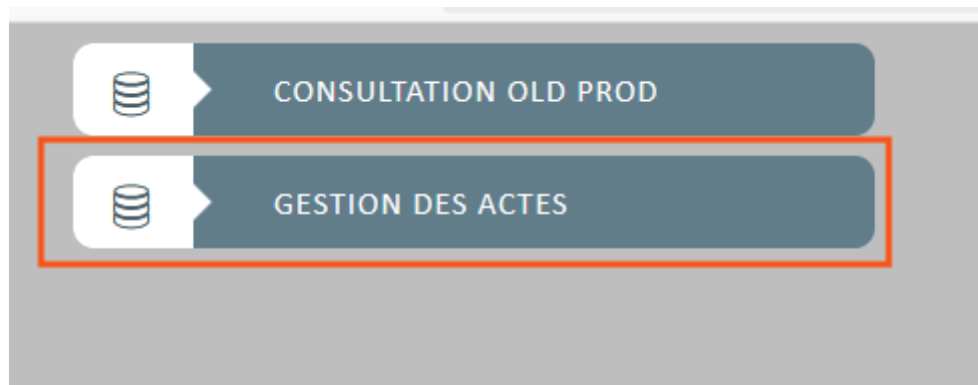 CONSULTATION OLD PROD
GESTION DES ACTES